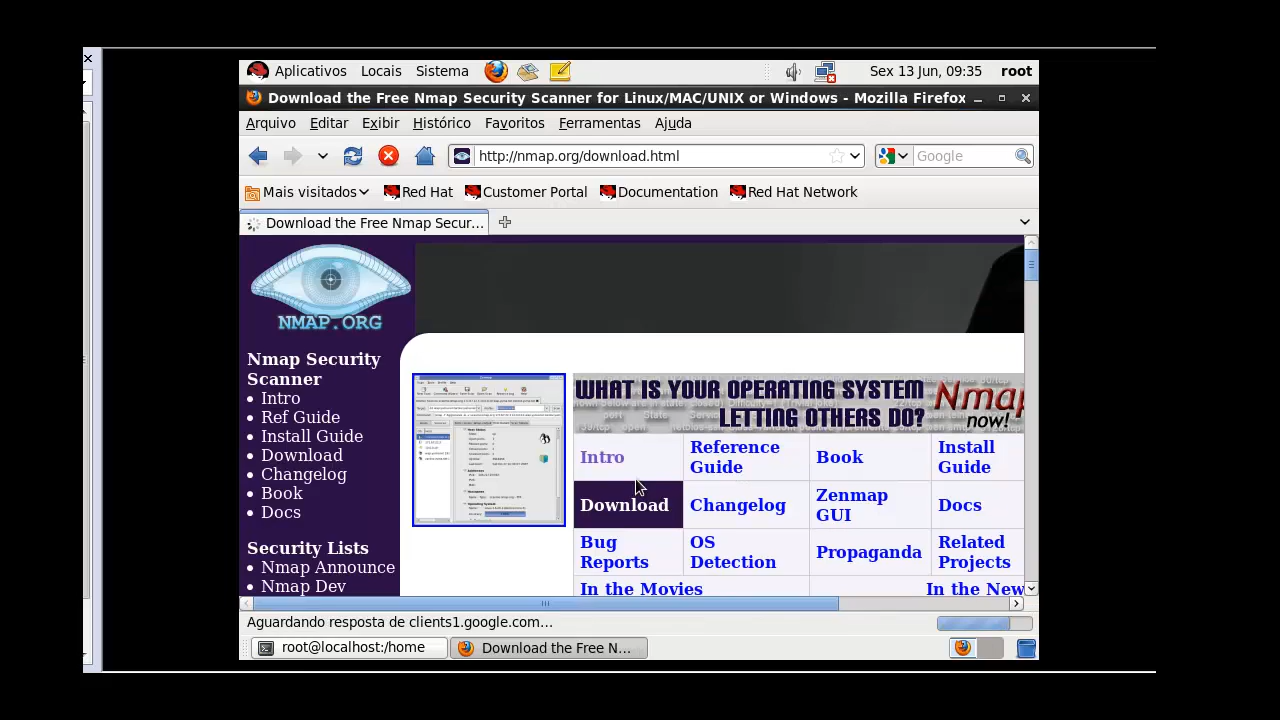 Aplicativos Locais Sistema Sex 13 Jun, 09:35 root
Download the Free Nmap Security Scanner for Linux/MAC/UNIX or Windows - Mozilla Firefox
Arquivo Editar Exibir Histórico Favoritos Ferramentas Ajuda
http://nmap.org/download.html Google
Mais visitados Red Hat Customer Portal Documentation Red Hat Network
Download the Free Nmap Secur...
NMAP.ORG
Nmap Security
Scanner
Intro
Ref Guide
Install Guide
Download
Changelog
Book
Docs
Security Lists
Nmap Announce
Nmap Dev
WHAT IS YOUR OPERATING SYSTEM
LETTING OTHERS DO?
Nmap
now!
Intro
Reference
Guide
Book
Install
Guide
Download
Changelog
Zenmap
GUI
Docs
Bug
Reports
OS
Detection
Propaganda
Related
Projects
In the Movies
In the New
Aguardando resposta de clients1.google.com...
root@localhost:/home Download the Free N...